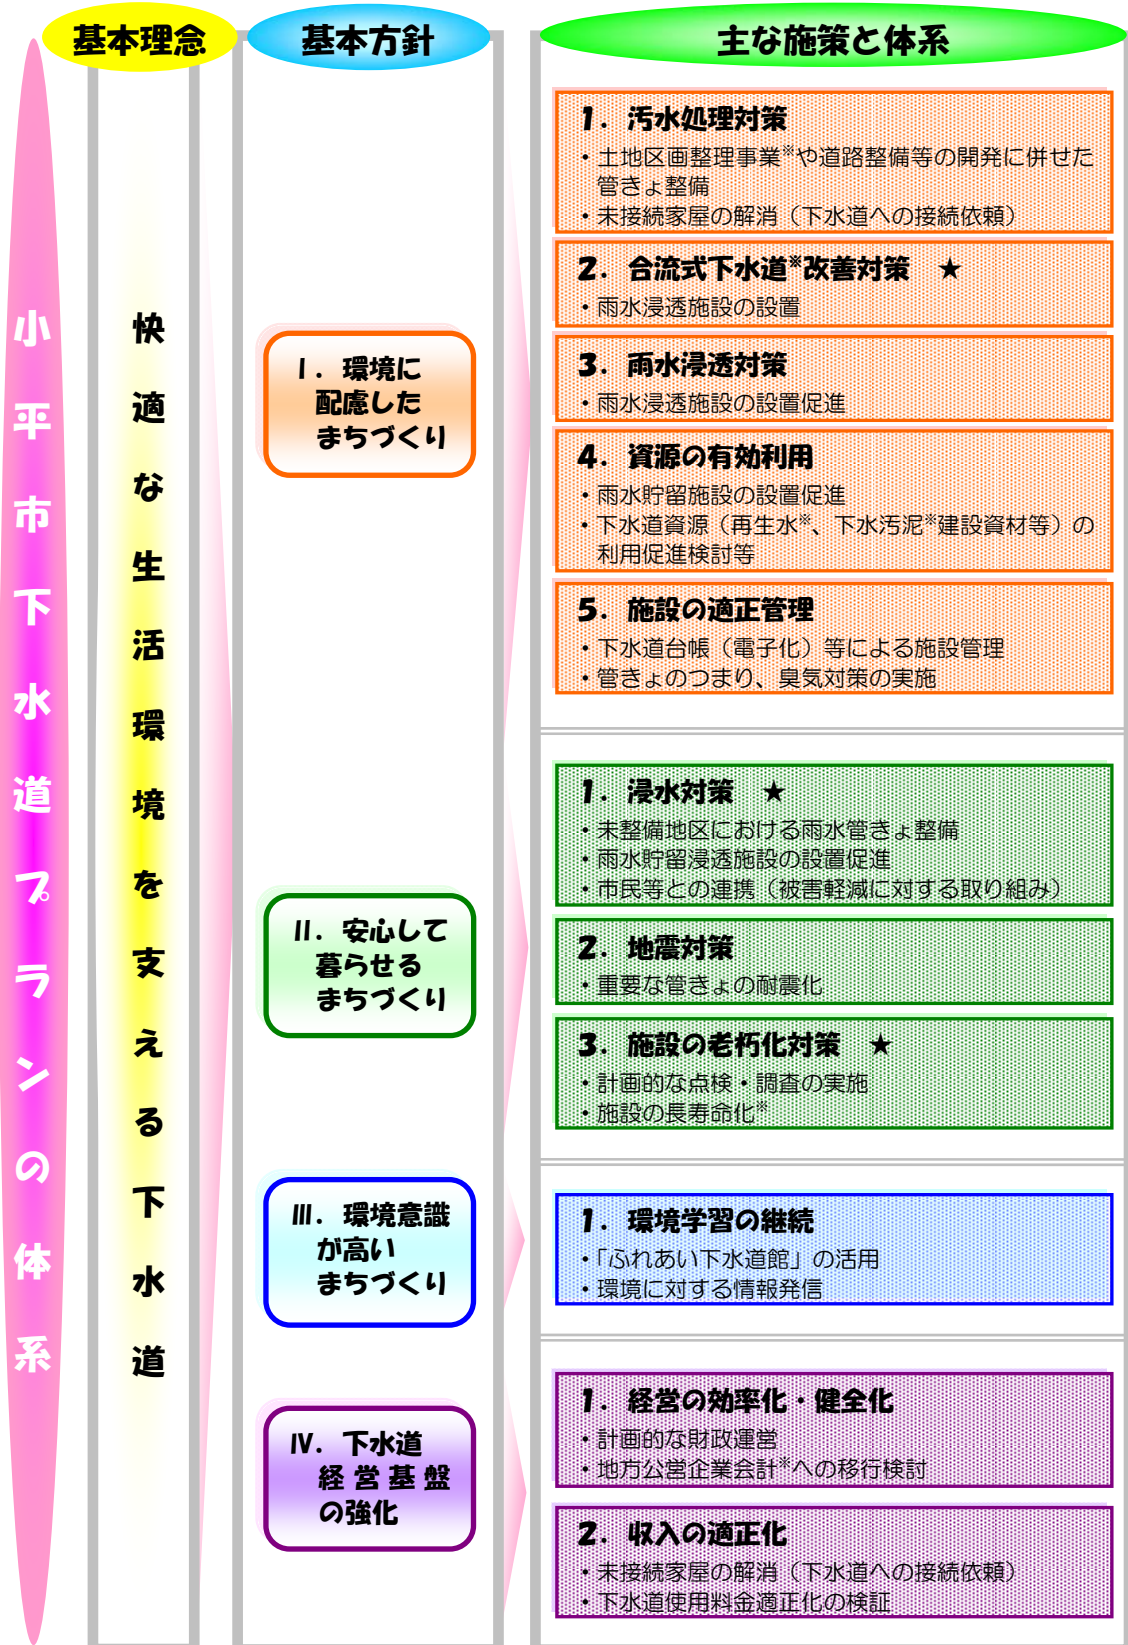 基本理念
基本方針
主な施策と体系
小平市下水道プランの体系
快適な生活環境を支える下水道
Ⅰ．環境に
配慮した
まちづくり
1．汚水処理対策
・土地区画整理事業※や道路整備等の開発に併せた
管きょ整備
・未接続家屋の解消（下水道への接続依頼）
2．合流式下水道※改善対策　★
・雨水浸透施設の設置
3．雨水浸透対策
・雨水浸透施設の設置促進
4．資源の有効利用
・雨水貯留施設の設置促進
・下水道資源（再生水※、下水汚泥※建設資材等）の
利用促進検討等
5．施設の適正管理
・下水道台帳（電子化）等による施設管理
・管きょのつまり、臭気対策の実施
Ⅱ．安心して
暮らせる
まちづくり
1．浸水対策　★
・未整備地区における雨水管きょ整備
・雨水貯留浸透施設の設置促進
・市民等との連携（被害軽減に対する取り組み）
2．地震対策
・重要な管きょの耐震化
3．施設の老朽化対策　★
・計画的な点検・調査の実施
・施設の長寿命化※
Ⅲ．環境意識
が高い
まちづくり
1．環境学習の継続
・「ふれあい下水道館」の活用
・環境に対する情報発信
Ⅳ．下水道
経営基盤
の強化
1．経営の効率化・健全化
・計画的な財政運営
・地方公営企業会計※への移行検討
2．収入の適正化
・未接続家屋の解消（下水道への接続依頼）
・下水道使用料金適正化の検証